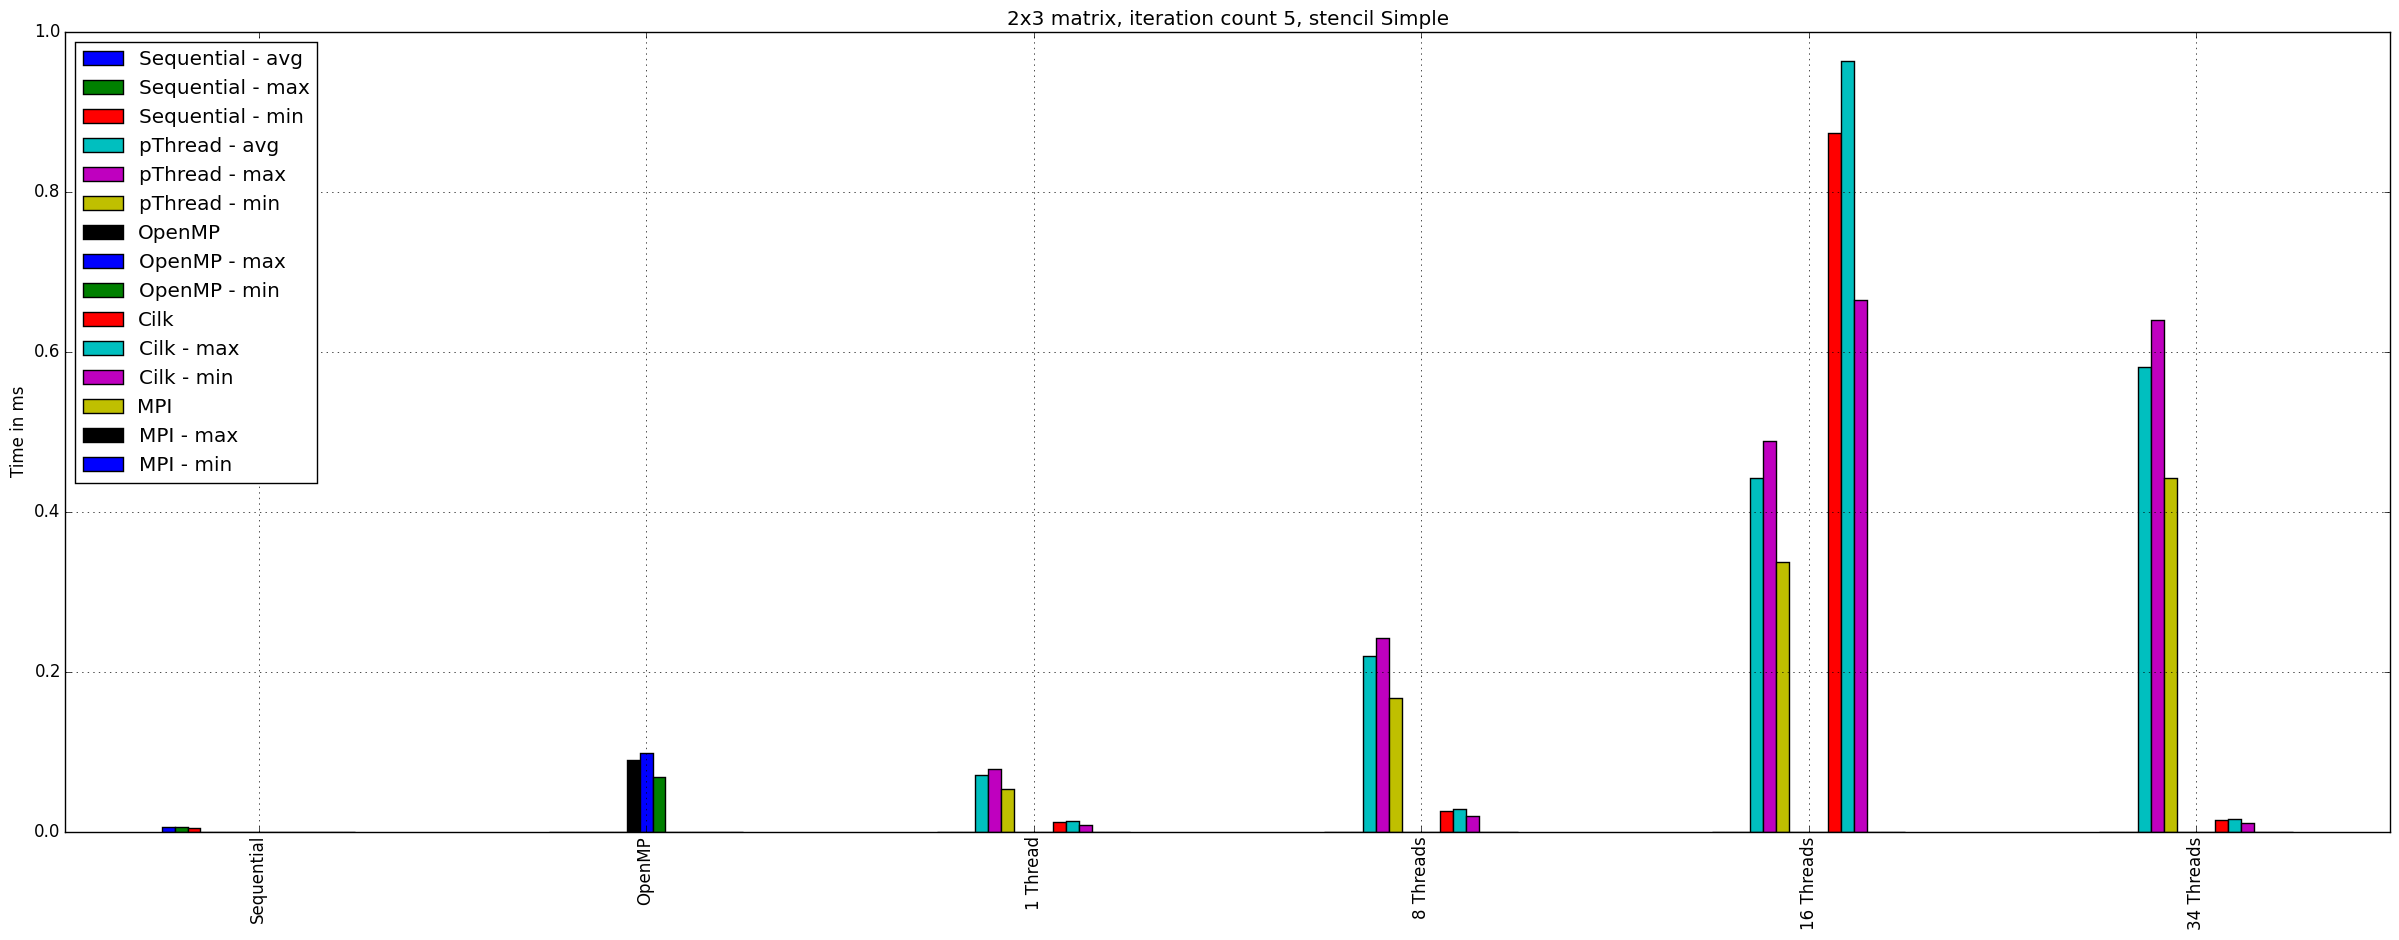 2x3 matrix, iteration count 5, stencil Simple
1.0
0.8
0.6
0.4
0.2
0.0
Time in ms
Sequential - avg
Sequential - max
Sequential - min
pThread - avg
pThread - max
pThread - min
OpenMP
OpenMP - max
OpenMP - min
Cilk
Cilk - max
Cilk - min
MPI
MPI - max
MPI - min
Sequential
OpenMP
1 Thread
8 Threads
16 Threads
34 Threads